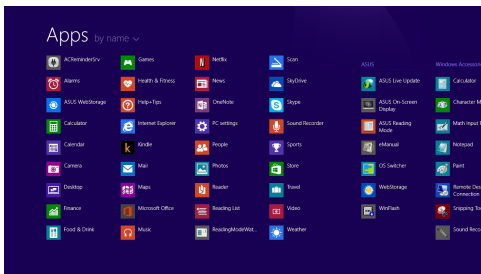 Apps by name
ACReminderSrv
Alarms
ASUS WebStorage
Calculator
Calendar
Camera
Desktop
Finance
Food & Drink
Games
Health & Fitness
Help+Tips
Internet Explorer
Kindle
Mail
Maps
Microsoft Office
Music
Netflix
News
OneNote
PC settings
People
Photos
Reader
Reading List
ReadingModeWat...
Scan
SkyDrive
Skype
Sound Recorder
Sports
Store
Travel
Video
Weather
ASUS
ASUS Live Update
ASUS On-Screen
Display
ASUS Reading
Mode
eManual
OS Switcher
WebStorage
WinFlash
Windows Accessorie
Calculator
Character M
Math Input P
Notepad
Paint
Remote Des
Connection
Snipping Too
Sound Reco